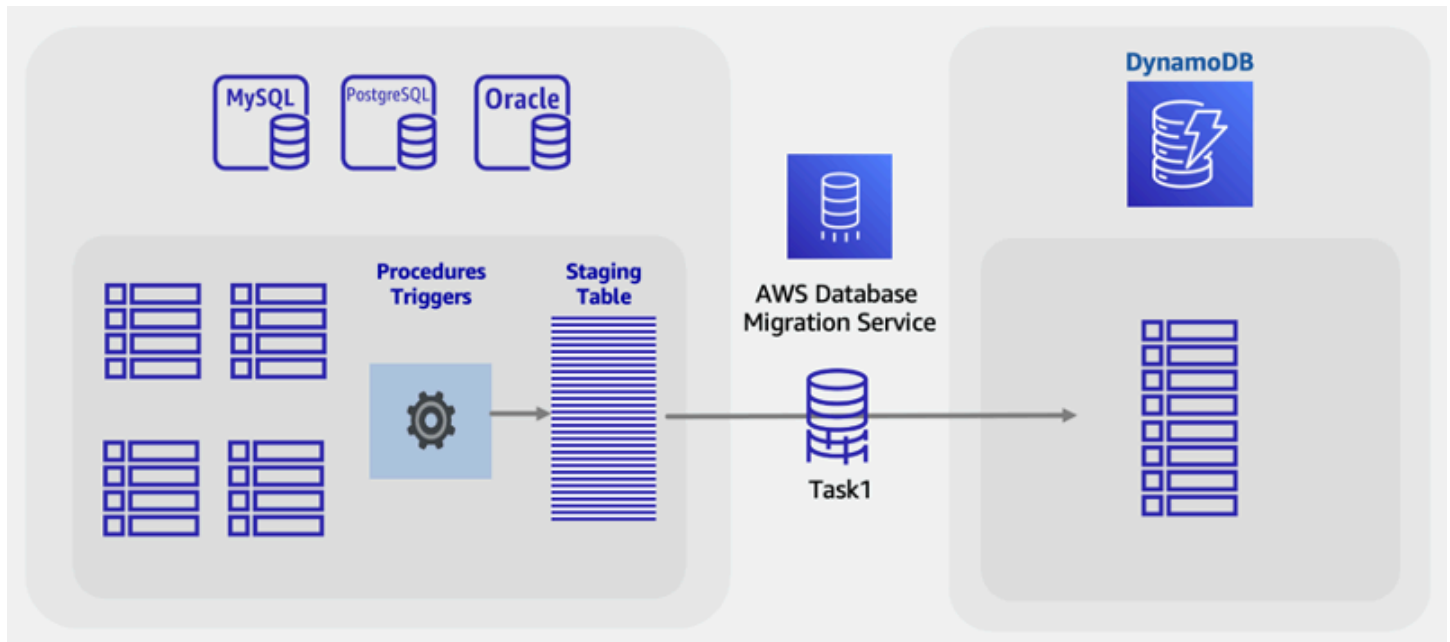 MySQL
PostgreSQL
Oracle
DynamoDB
Procedures
Triggers
Staging
Table
AWS Database
Migration Service
Task1